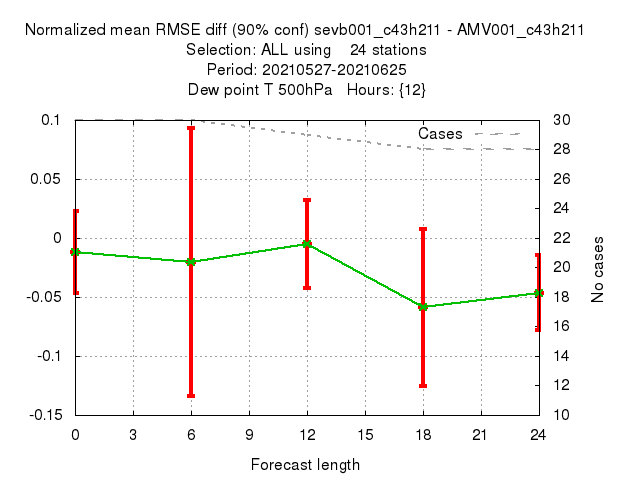 Normalized mean RMSE diff (90% conf) sevb001_c43h211 - AMV001_c43h211
Selection: ALL using    24 stations
Period: 20210527-20210625
Dew point T 500hPa   Hours: {12}
Cases
0.1
0.05
0
-0.05
-0.1
-0.15
30
28
26
24
22
20
18
16
14
12
10
No cases
0 3 6 9 12 15 18 21 24
Forecast length